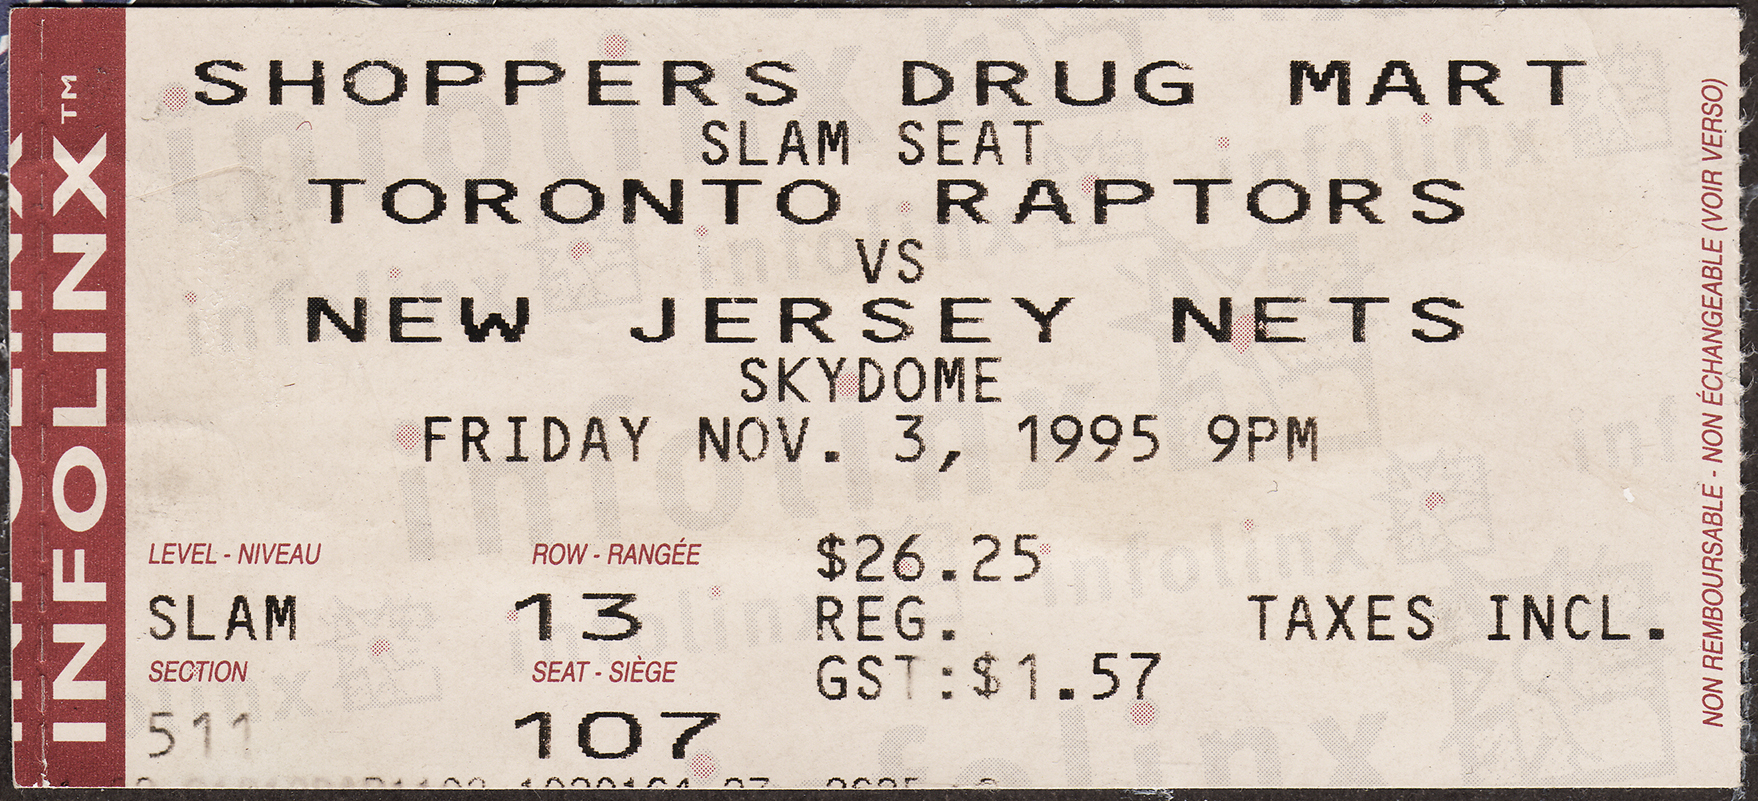 INFOLINX™
SHOPPERS DRUG MART
SLAM SEAT
TORONTO RAPTORS
VS
NEW JERSEY NETS
SKYDOME
FRIDAY NOV. 3, 1995 9PM
LEVEL - NIVEAU
SLAM
SECTION
511
ROW - RANGÉE
13
SEAT - SIÈGE
107
$26.25
REG. TAXES INCL.
GST:$1.57
NON REMBOURSABLE - NON ÉCHANGEABLE (VOIR VERSO)